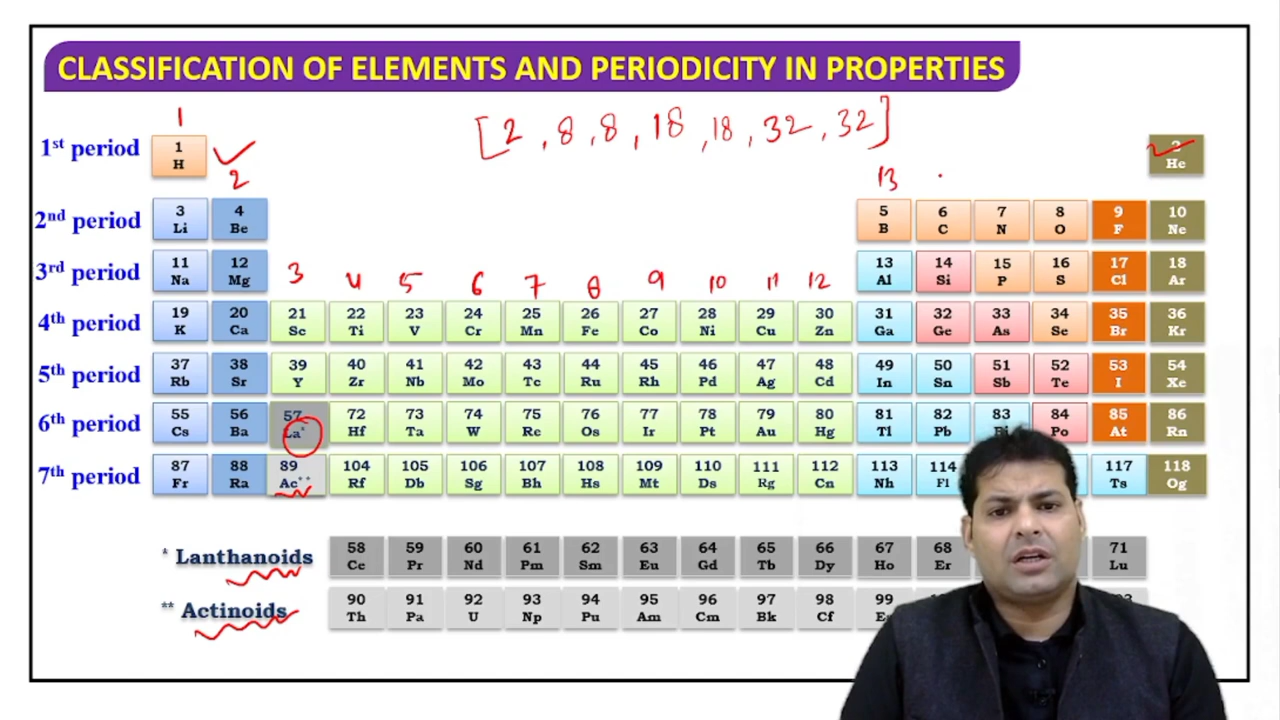 CLASSIFICATION OF ELEMENTS AND PERIODICITY IN PROPERTIES
1
[2, 8, 8, 18, 18, 32, 32]
1st period 1 H He
2 13
2nd period 3 Li 4 Be 5 B 6 C 7 N 8 O 9 F 10 Ne
3rd period 11 Na 12 Mg 13 Al 14 Si 15 P 16 S 17 Cl 18 Ar
3 4 5 6 7 8 9 10 11 12
4th period 19 K 20 Ca 21 Sc 22 Ti 23 V 24 Cr 25 Mn 26 Fe 27 Co 28 Ni 29 Cu 30 Zn 31 Ga 32 Ge 33 As 34 Se 35 Br 36 Kr
5th period 37 Rb 38 Sr 39 Y 40 Zr 41 Nb 42 Mo 43 Tc 44 Ru 45 Rh 46 Pd 47 Ag 48 Cd 49 In 50 Sn 51 Sb 52 Te 53 I 54 Xe
6th period 55 Cs 56 Ba 57 La* 72 Hf 73 Ta 74 W 75 Re 76 Os 77 Ir 78 Pt 79 Au 80 Hg 81 Tl 82 Pb 83 84 Po 85 At 86 Rn
7th period 87 Fr 88 Ra 89 Ac** 104 Rf 105 Db 106 Sg 107 Bh 108 Hs 109 Mt 110 Ds 111 Rg 112 Cn 113 Nh 114 Fl 117 Ts 118 Og
* Lanthanoids 58 Ce 59 Pr 60 Nd 61 Pm 62 Sm 63 Eu 64 Gd 65 Tb 66 Dy 67 Ho 68 Er 71 Lu
** Actinoids 90 Th 91 Pa 92 U 93 Np 94 Pu 95 Am 96 Cm 97 Bk 98 Cf 99